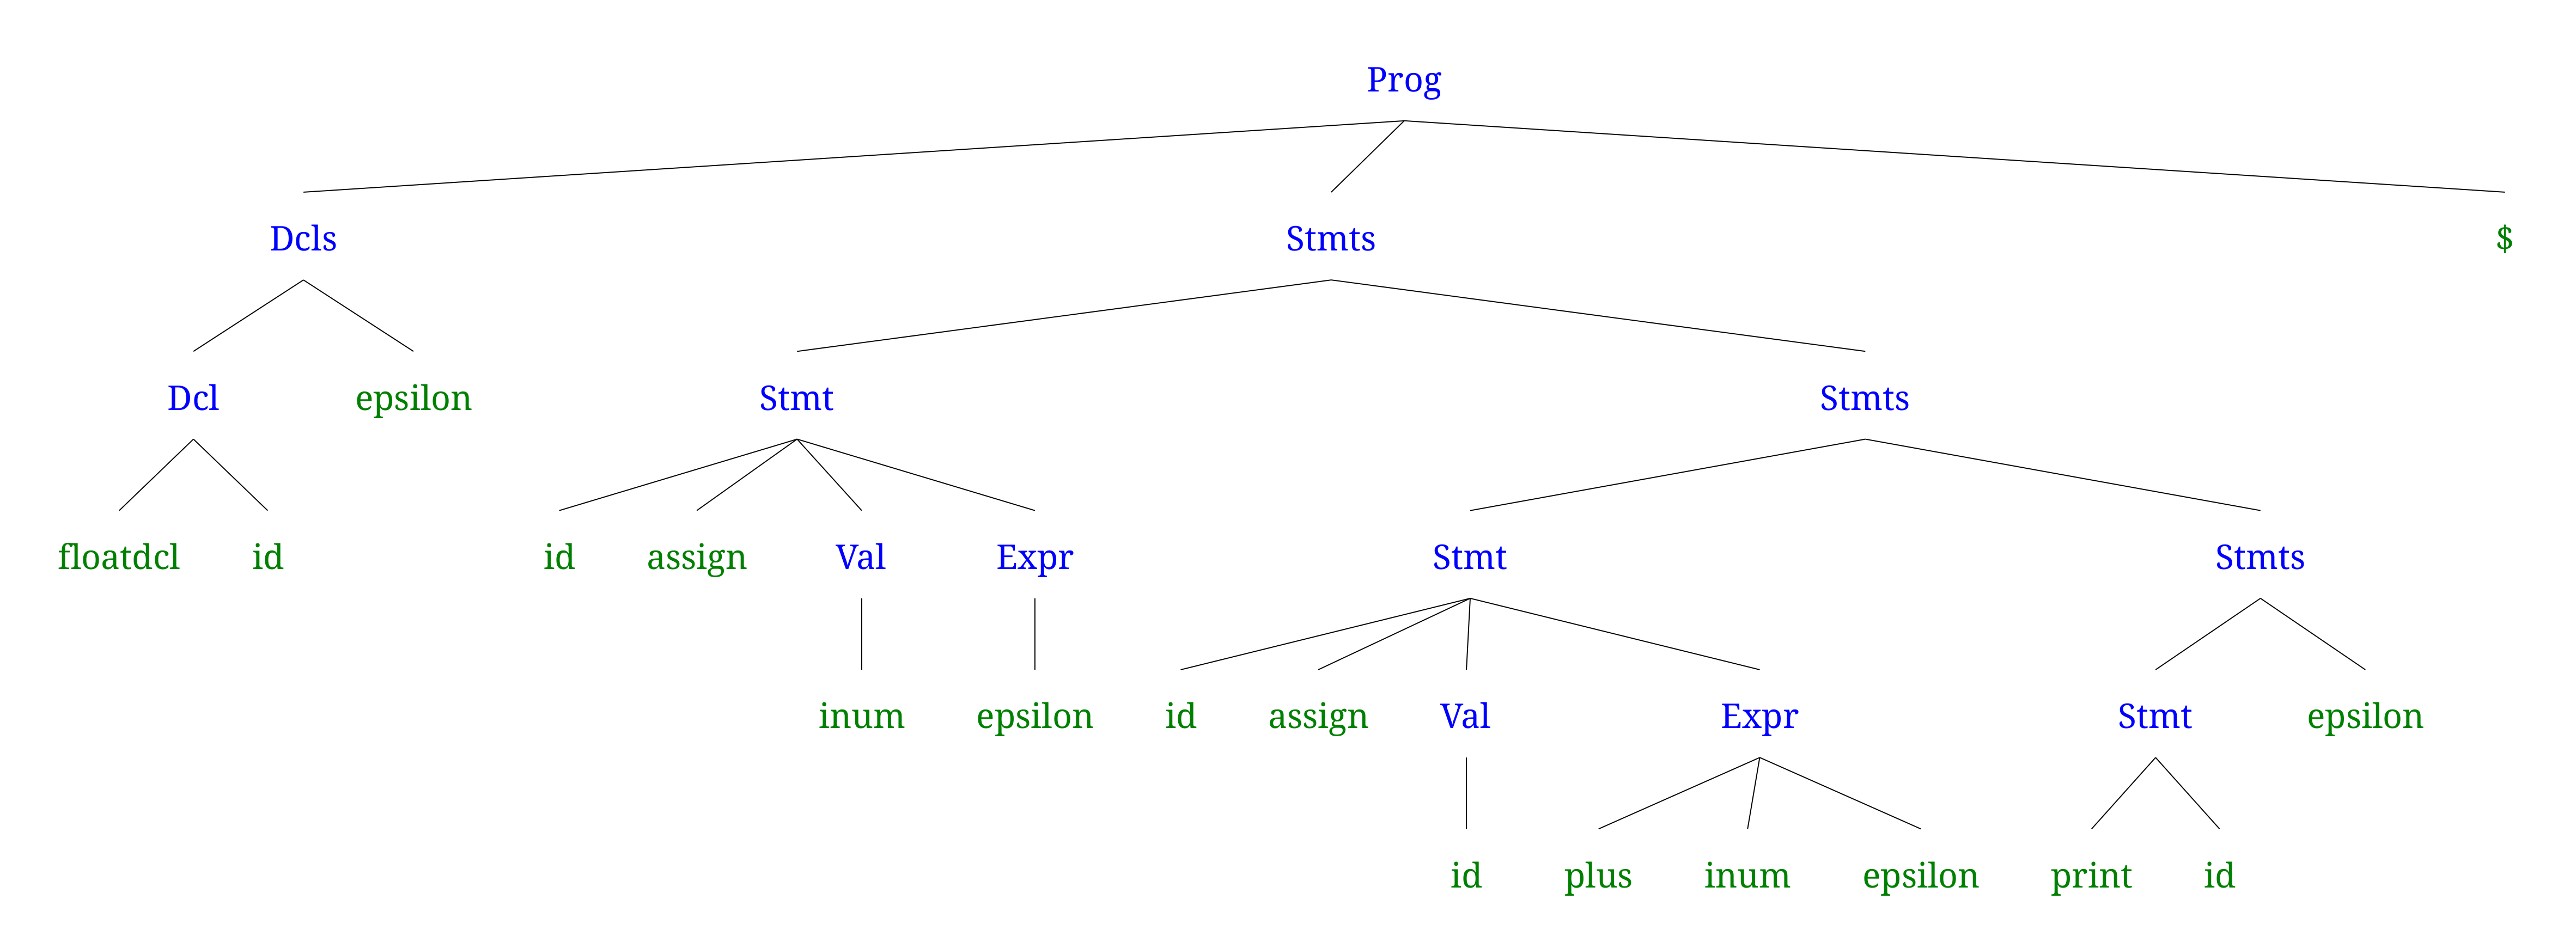 Prog
Dcls Stmts $
Dcl epsilon Stmt Stmts
floatdcl id id assign Val Expr Stmt Stmts
inum epsilon id assign Val Expr Stmt epsilon
id plus inum epsilon print id